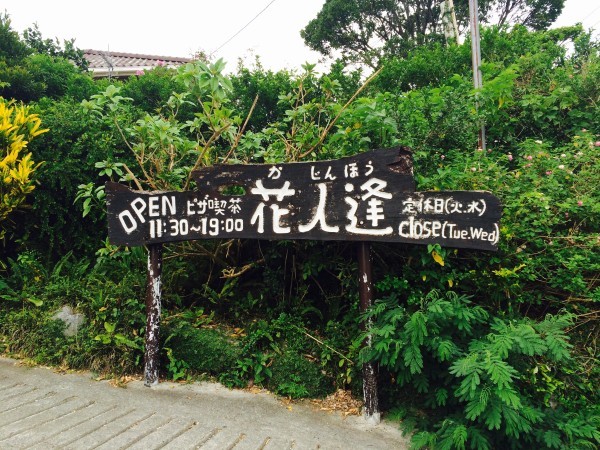 OPEN ピザ喫茶
11:30~19:00
か じんほう
花人逢
定休日(火.水)
close(Tue.Wed)